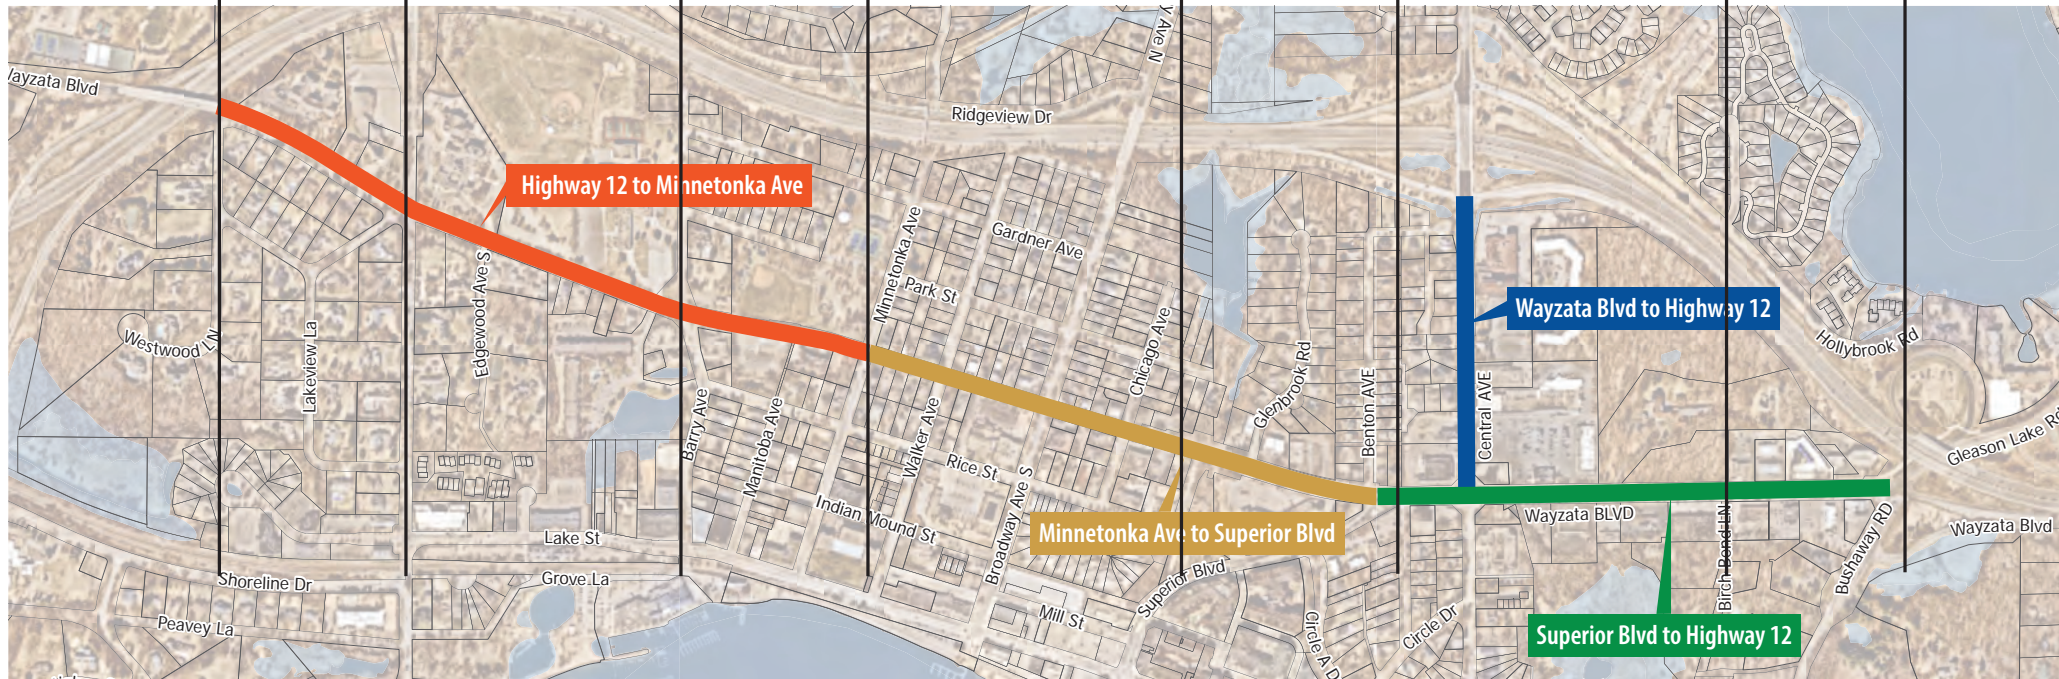 Wayzata Blvd
y Ave N
Ridgeview Dr
Highway 12 to Minnetonka Ave
Minnetonka Ave
Gardner Ave
Park St
Edgewood Ave S
Wayzata Blvd to Highway 12
Westwood LN
Lakeview La
Hollybrook Rd
Chicago Ave
Glenbrook Rd
Benton AVE
Central AVE
Barry Ave
Manitoba Ave
Walker Ave
Rice St
Gleason Lake Rd
Indian Mound St
Broadway Ave S
Minnetonka Ave to Superior Blvd
Wayzata BLVD
Birch Bend LN
Bushaway RD
Wayzata Blvd
Lake St
Grove La
Shoreline Dr
Superior Blvd
Mill St
Peavey La
Circle A D
Circle Dr
Superior Blvd to Highway 12